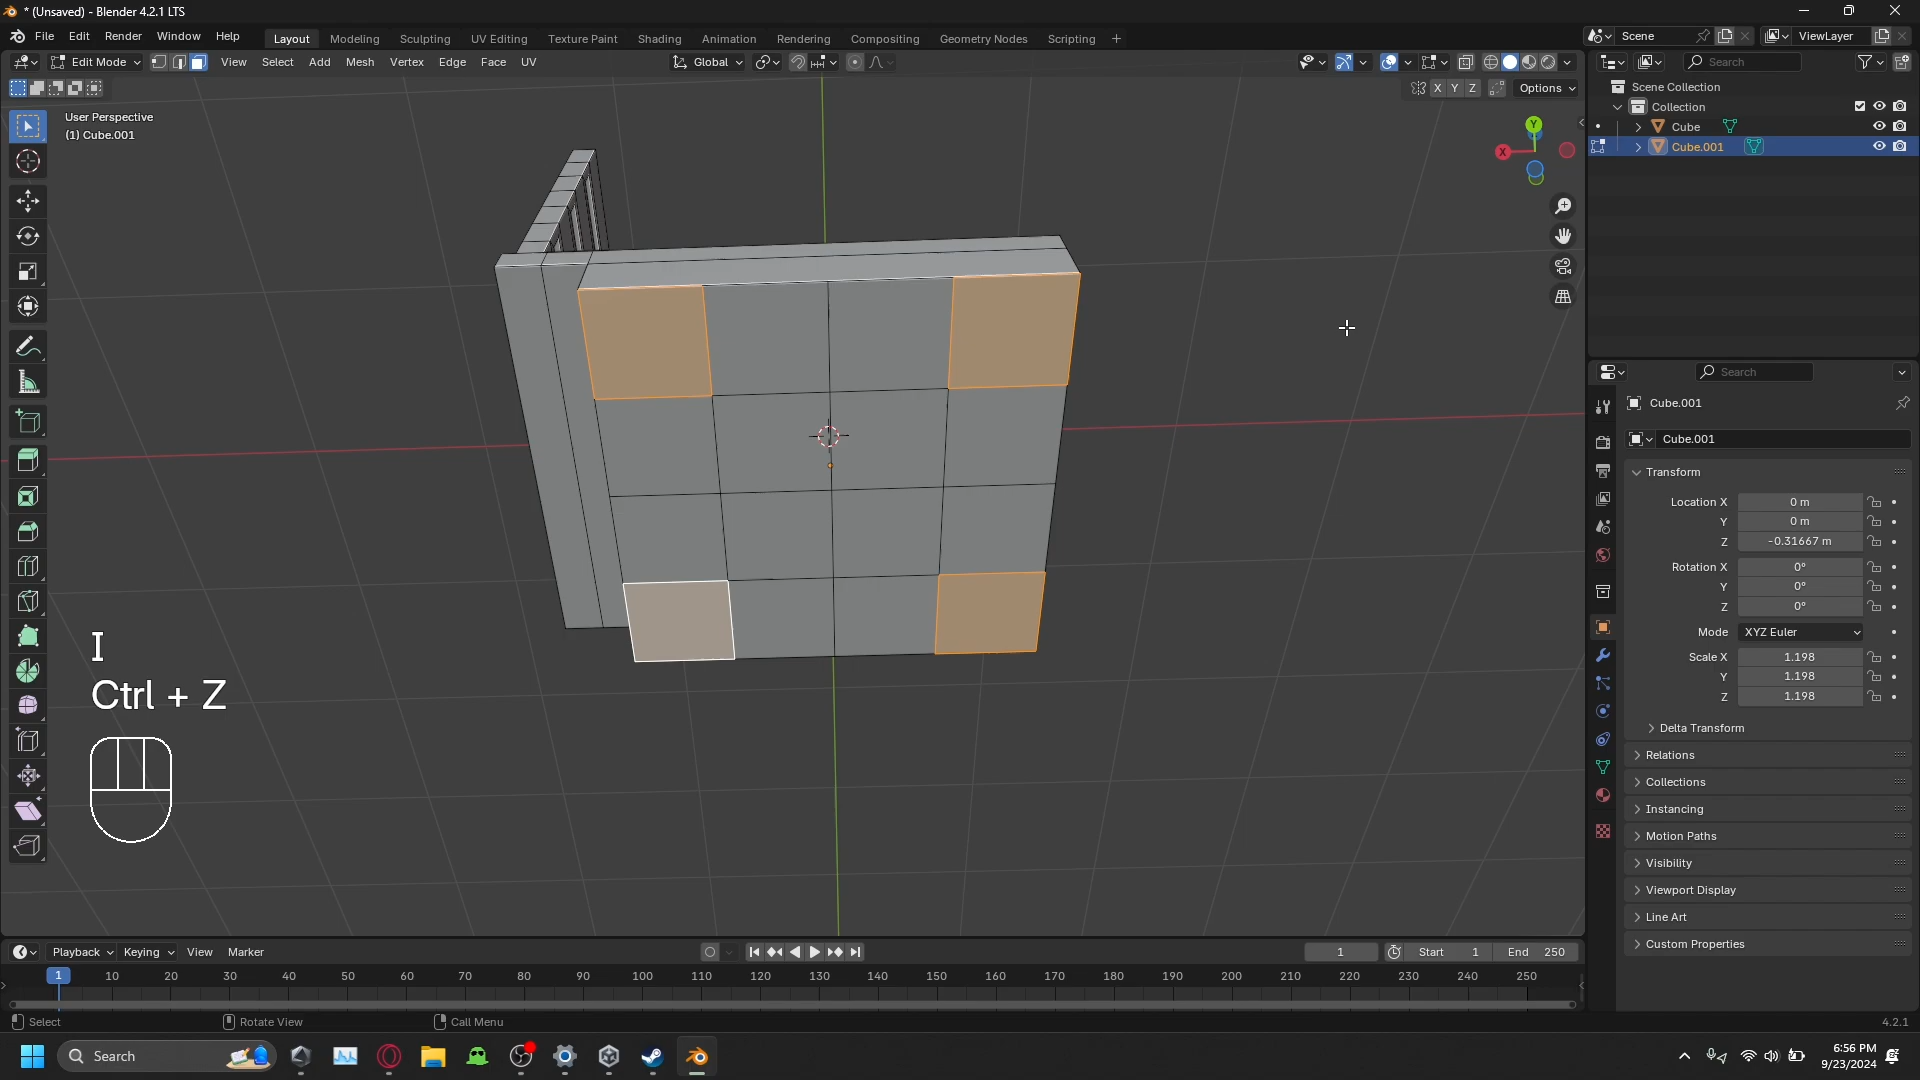 * (Unsaved) - Blender 4.2.1 LTS
File Edit Render Window Help Layout Modeling Sculpting UV Editing Texture Paint Shading Animation Rendering Compositing Geometry Nodes Scripting + Scene ViewLayer
Edit Mode View Select Add Mesh Vertex Edge Face UV Global Search
X Y Z Options
Scene Collection
Collection
Cube
Cube.001
User Perspective
(1) Cube.001
Y
X
Search
Cube.001
Cube.001
Transform
Location X 0 m
Y 0 m
Z -0.31667 m
Rotation X 0°
Y 0°
Z 0°
Mode XYZ Euler
Scale X 1.198
Y 1.198
Z 1.198
Delta Transform
Relations
Collections
Instancing
Motion Paths
Visibility
Viewport Display
Line Art
Custom Properties
I
Ctrl + Z
Playback Keying View Marker 1 Start 1 End 250
1 10 20 30 40 50 60 70 80 90 100 110 120 130 140 150 160 170 180 190 200 210 220 230 240 250
Select Rotate View Call Menu 4.2.1
Search
6:56 PM
9/23/2024